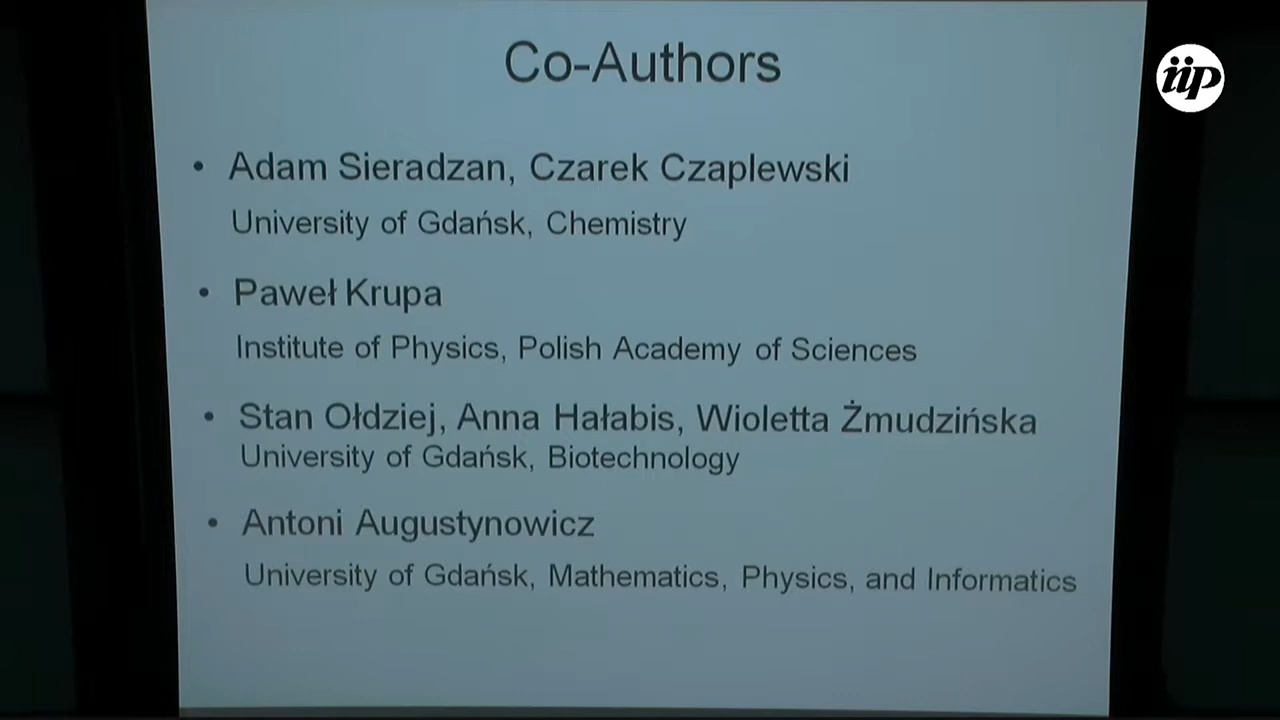 Co-Authors
iip
• Adam Sieradzan, Czarek Czaplewski
University of Gdańsk, Chemistry
• Paweł Krupa
Institute of Physics, Polish Academy of Sciences
• Stan Ołdziej, Anna Hałabis, Wioletta Żmudzińska
University of Gdańsk, Biotechnology
• Antoni Augustynowicz
University of Gdańsk, Mathematics, Physics, and Informatics